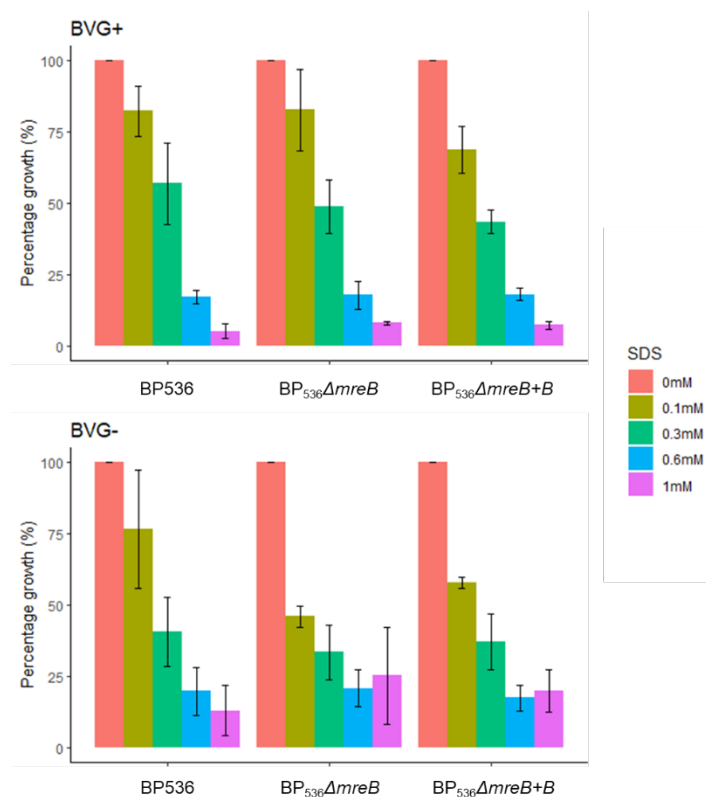 BVG+
Percentage growth (%)
100
75
50
25
0
BP536
BP536ΔmreB
BP536ΔmreB+B
BVG-
Percentage growth (%)
100
75
50
25
0
BP536
BP536ΔmreB
BP536ΔmreB+B
SDS
0mM
0.1mM
0.3mM
0.6mM
1mM